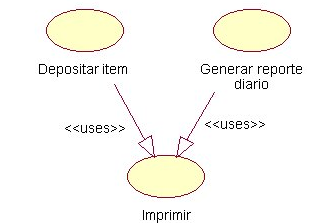 Depositar item
Generar reporte
diario
<<uses>>
<<uses>>
Imprimir